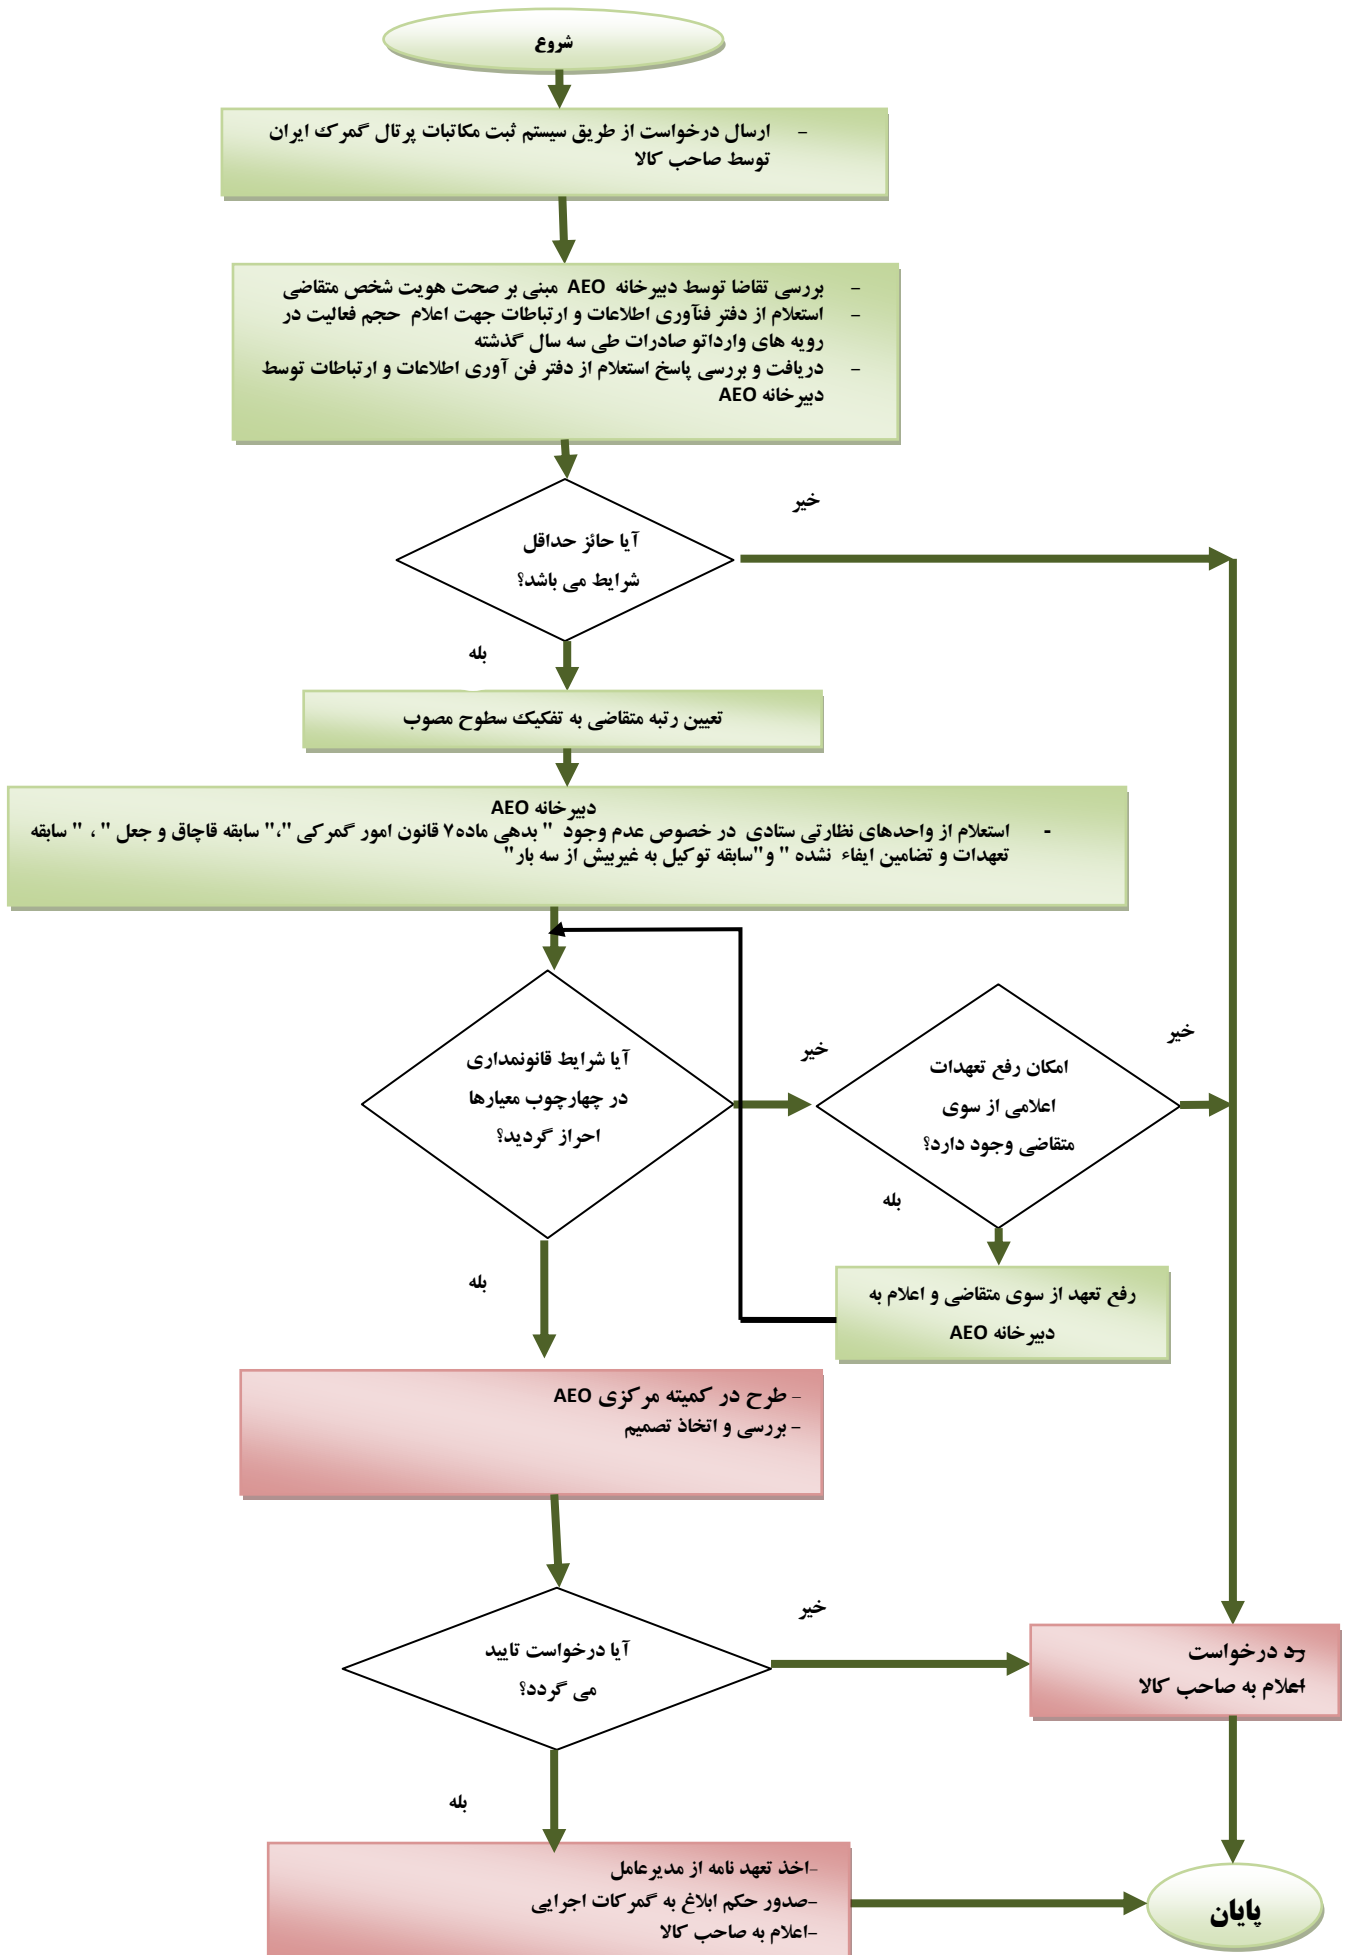 شروع
- ارسال درخواست از طریق سیستم ثبت مکاتبات پرتال گمرک ایران
توسط صاحب کالا
- بررسی تقاضا توسط دبیرخانه AEO مبنی بر صحت هویت شخص متقاضی
- استعلام از دفتر فنآوری اطلاعات و ارتباطات جهت اعلام حجم فعالیت در
رویه های وارداتو صادرات طی سه سال گذشته
- دریافت و بررسی پاسخ استعلام از دفتر فن آوری اطلاعات و ارتباطات توسط
دبیرخانه AEO
خیر
آیا حائز حداقل
شرایط می باشد؟
بله
تعیین رتبه متقاضی به تفکیک سطوح مصوب
دبیرخانه AEO
- استعلام از واحدهای نظارتی ستادی در خصوص عدم وجود " بدهی ماده۷ قانون امور گمرکی "،" سابقه قاچاق و جعل " ، " سابقه
تعهدات و تضامین ایفاء نشده " و"سابقه توکیل به غیربیش از سه بار"
آیا شرایط قانونمداری
در چهارچوب معیارها
احراز گردید؟
خیر
امکان رفع تعهدات
اعلامی از سوی
متقاضی وجود دارد؟
خیر
بله
رفع تعهد از سوی متقاضی و اعلام به
دبیرخانه AEO
بله
- طرح در کمیته مرکزی AEO
- بررسی و اتخاذ تصمیم
آیا درخواست تایید
می گردد؟
خیر
-رد درخواست
-اعلام به صاحب کالا
بله
-اخذ تعهد نامه از مدیرعامل
-صدور حکم ابلاغ به گمرکات اجرایی
-اعلام به صاحب کالا
پایان